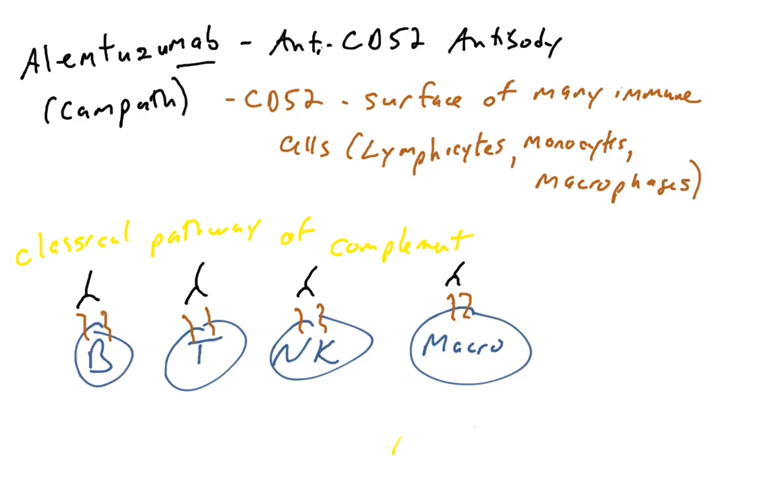 Alemtuzumab - Anti-CD52 Antibody
(Campath) - CD52 - surface of many immune
cells (Lymphocytes, Monocytes,
Macrophages)
classical pathway of complement
B T NK Macro